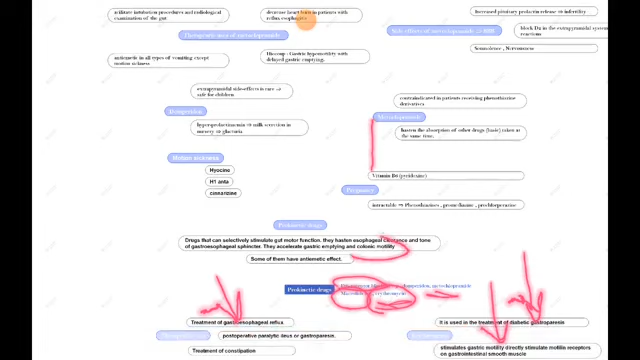 acilitate intubation procedures and radiological
examination of the gut.
decrease heart burn in patients with
reflux esophagitis
Increased pituitary prolactin release ⇒ infertility
Therapeutic uses of metoclopramide
Side effects of metoclopramide
block D2 in the extrapyramidal system
reactions
Somnolence , Nervousness
antiemetic in all types of vomiting except
motion sickness
Hiccoup - Gastric hypomotility with
delayed gastric emptyings
extrapyramidal side-effects is rare ⇒
safe for children
Domperidon
hyperprolactinemia ⇒ milk secretion in
contraindicated in patients receiving phenothiazine
derivatives
Metoclopramide
hasten the absorption of other drugs (basic) taken at
the same time.
Motion sickness
Hyocine
H1 anta
cinnarizine
Vitamin B6 (pyridoxine)
Pregnancy
intractable ⇒ Phenothiazines , promethazine , prochlorperazine
Prokinetic drugs
Drugs that can selectively stimulate gut motor function. they hasten esophageal clearance and tone
of gastroesophageal sphincter. They accelerate gastric emptying and colonic motility
Some of them have antiemetic effect.
Prokinetic drugs
domperidon, metoclopramide
Treatment of gastroesophageal reflux
postoperative paralytic ileus or gastroparesis.
Treatment of constipation
It is used in the treatment of diabetic gastroparesis
stimulates gastric motility directly stimulate motilin receptors
on gastrointestinal smooth muscle